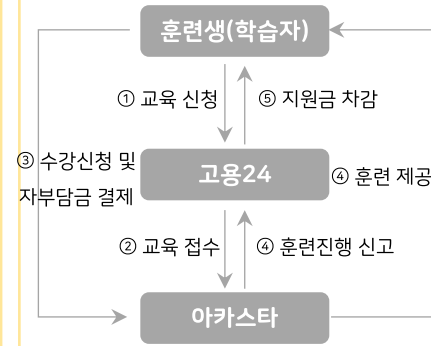 훈련생(학습자)
① 교육 신청
⑤ 지원금 차감
③ 수강신청 및
자부담금 결제
고용24
④ 훈련 제공
② 교육 접수
④ 훈련진행 신고
아카스타